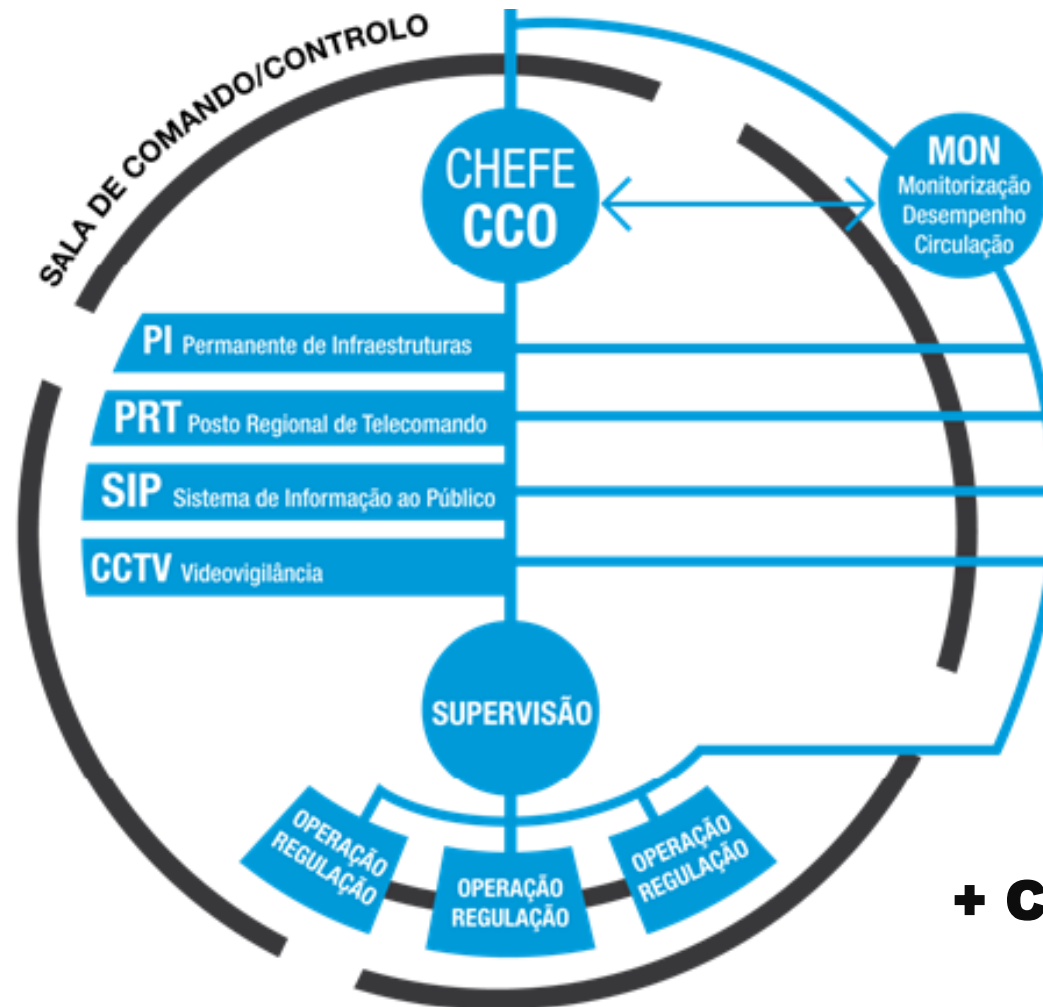 SALA DE COMANDO/CONTROLO
CHEFE
CCO
MON
Monitorização
Desempenho
Circulação
PI Permanente de Infraestruturas
PRT Posto Regional de Telecomando
SIP Sistema de Informação ao Público
CCTV Videovigilância
SUPERVISÃO
OPERAÇÃO
REGULAÇÃO
OPERAÇÃO
REGULAÇÃO
OPERAÇÃO
REGULAÇÃO
+ C